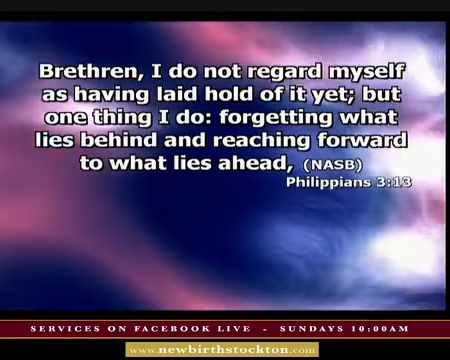 Brethren, I do not regard myself
as having laid hold of it yet; but
one thing I do: forgetting what
lies behind and reaching forward
to what lies ahead, (NASB)
Philippians 3:13
SERVICES ON FACEBOOK LIVE - SUNDAYS 10:00AM
www.newbirthstockton.com